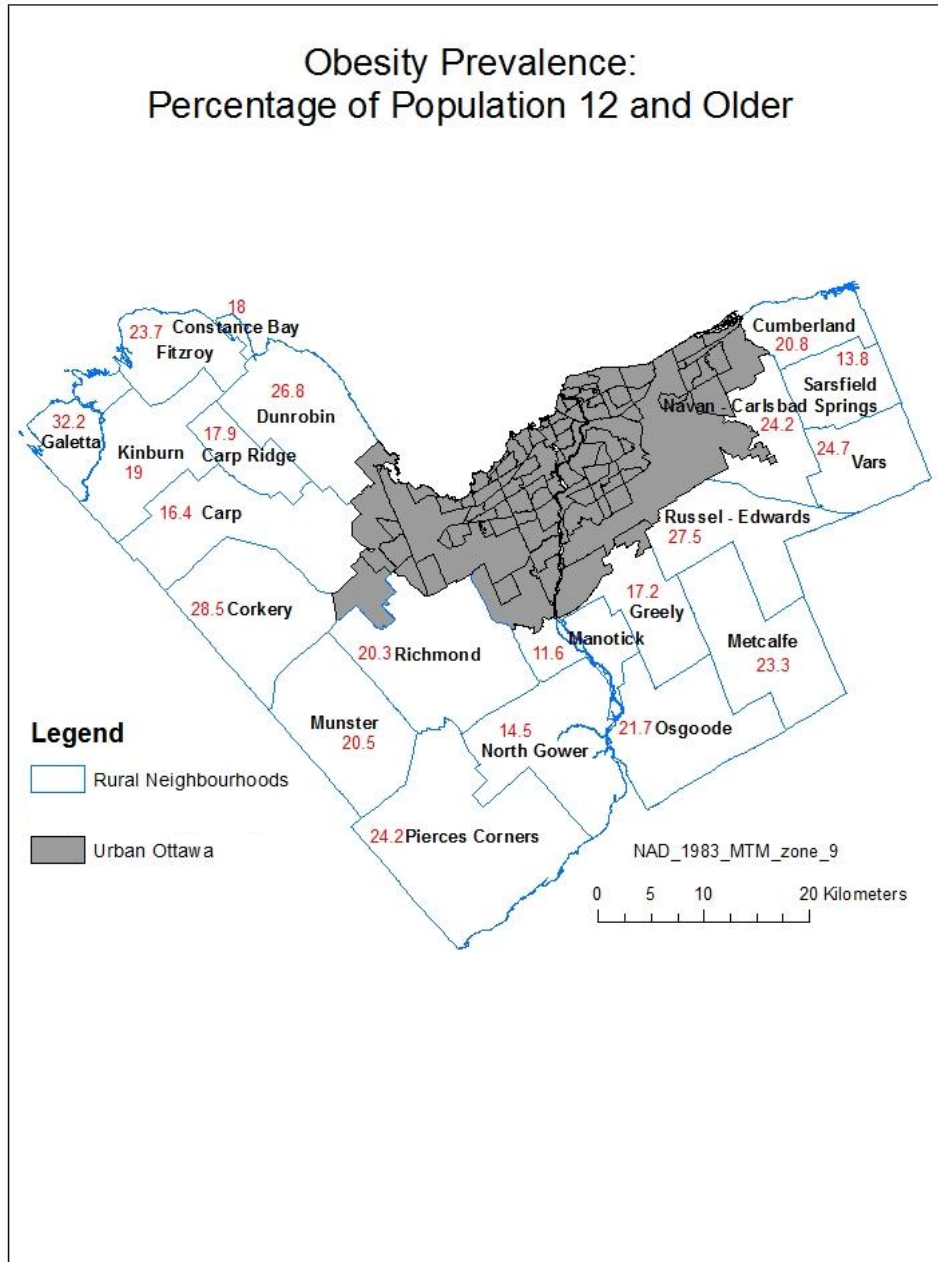 Obesity Prevalence:
Percentage of Population 12 and Older
18
23.7 Constance Bay
Fitzroy
26.8
Dunrobin
32.2
Galetta
17.9
Carp Ridge
Kinburn
19
16.4 Carp
28.5 Corkery
20.3 Richmond
Munster
20.5
24.2 Pierces Corners
14.5
North Gower
11.6
Manotick
17.2
Greely
21.7 Osgoode
Metcalfe
23.3
Russel - Edwards
27.5
Cumberland
20.8
13.8
Sarsfield
Navan - Carlsbad Springs
24.2
24.7 Vars
Legend
Rural Neighbourhoods
Urban Ottawa
NAD_1983_MTM_zone_9
0 5 10 20 Kilometers